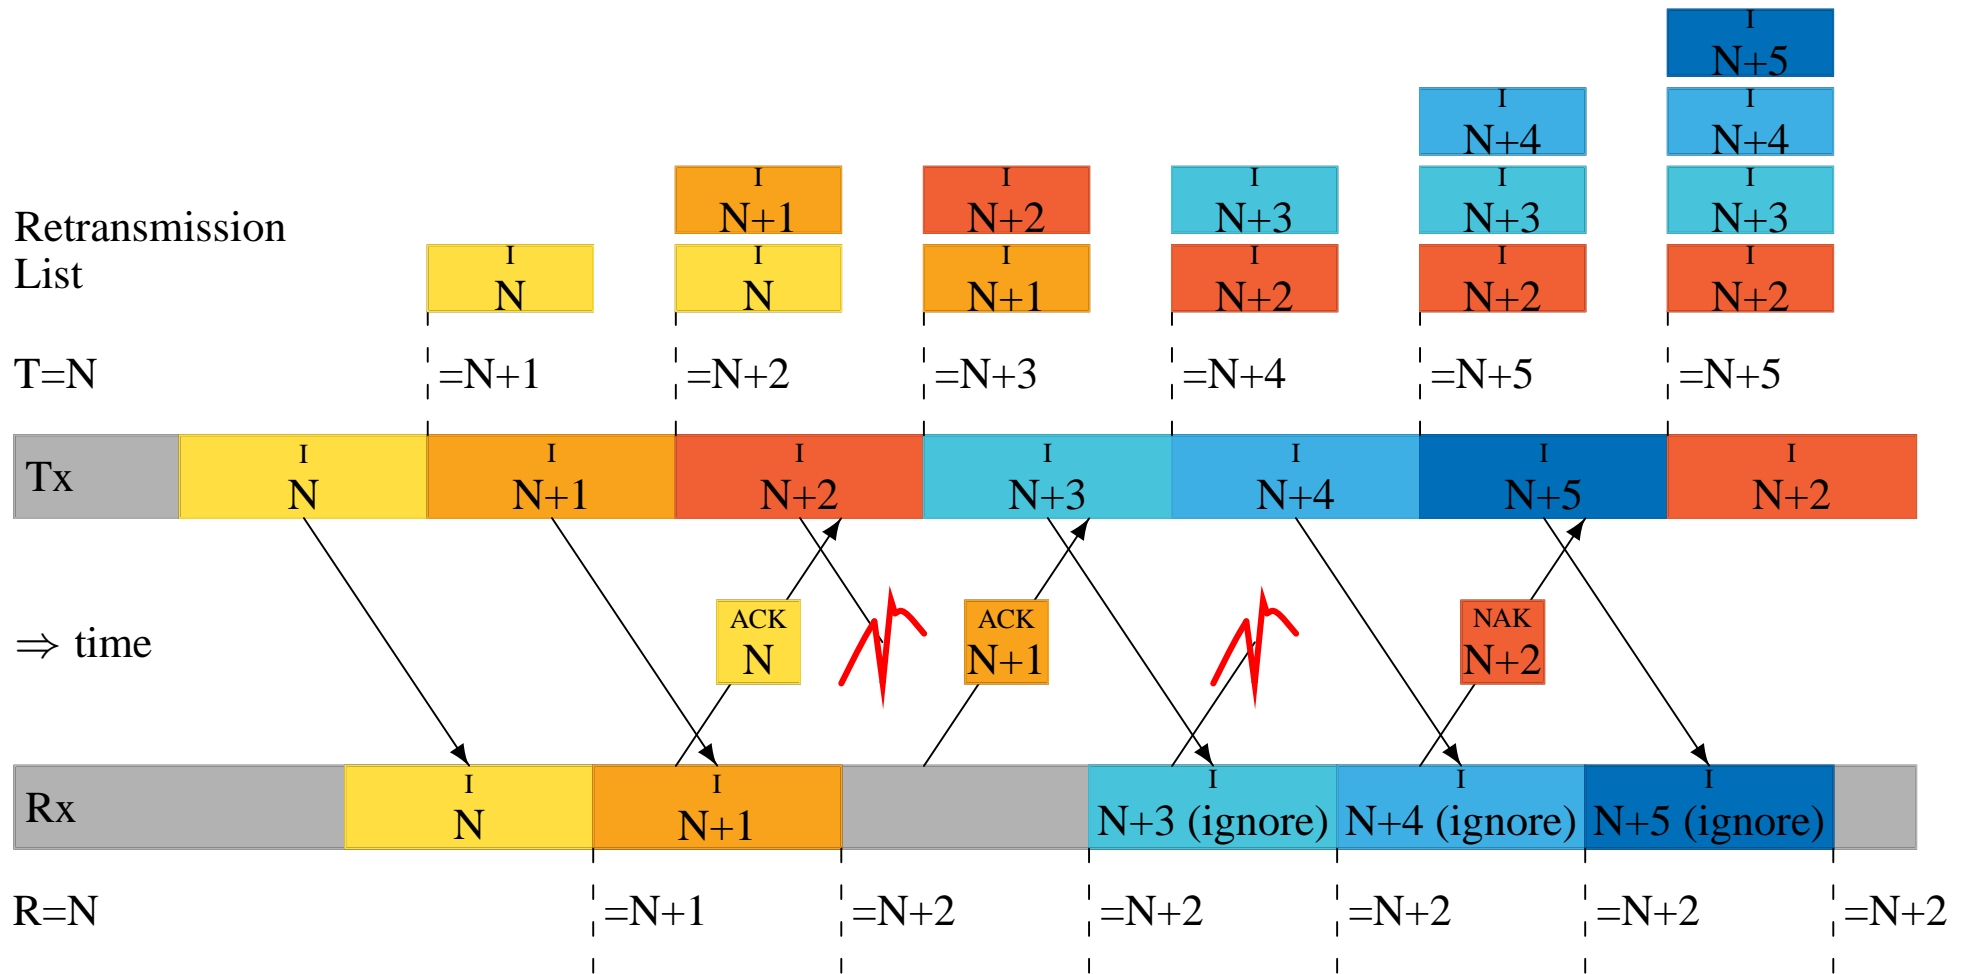 I
N+5
I
N+4
I
N+4
I
N+1
I
N+2
I
N+3
I
N+3
I
N+3
Retransmission
List
I
N
I
N
I
N+1
I
N+2
I
N+2
I
N+2
T=N
=N+1
=N+2
=N+3
=N+4
=N+5
=N+5
Tx
I
N
I
N+1
I
N+2
I
N+3
I
N+4
I
N+5
I
N+2
⇒ time
ACK
N
ACK
N+1
NAK
N+2
Rx
I
N
I
N+1
I
N+3 (ignore)
I
N+4 (ignore)
I
N+5 (ignore)
R=N
=N+1
=N+2
=N+2
=N+2
=N+2
=N+2